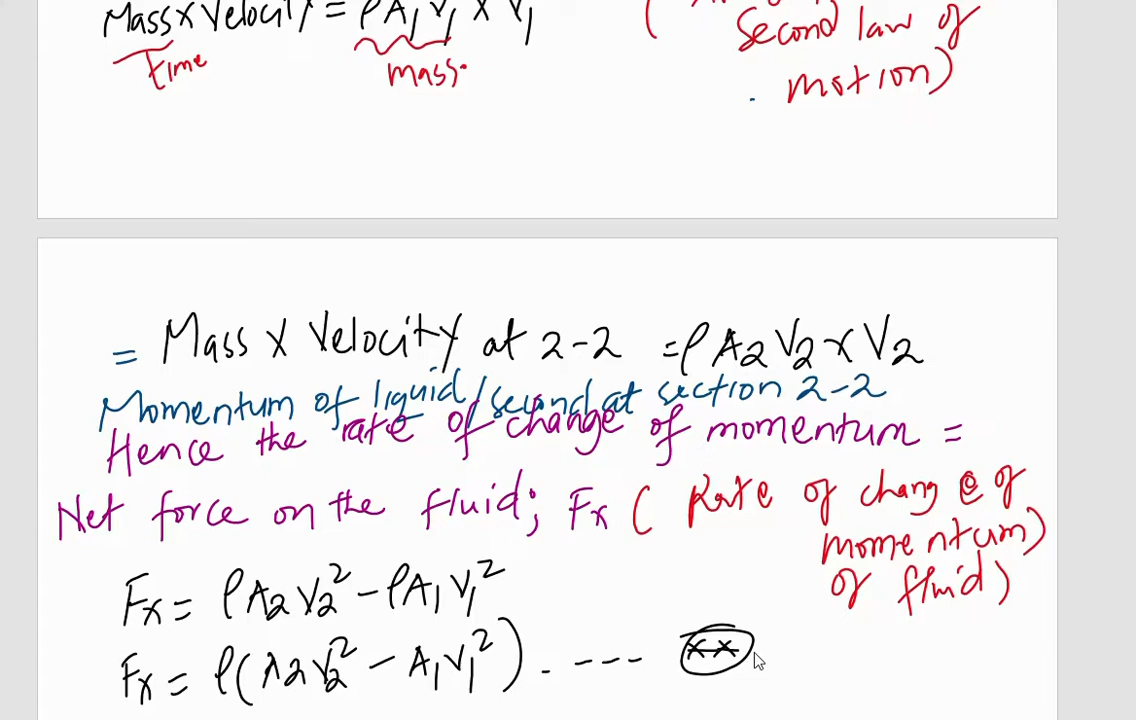 Mass x Velocity = ρA₁V₁ x V₁
Time
mass.
(
Second law of
motion)
= Mass X Velocity at 2-2 = ρA₂V₂ x V₂
Momentum of liquid/second at section 2-2
Hence the rate of change of momentum =
Net force on the fluid; Fx ( Rate of change of
momentum)
of fluid)
Fx = ρA₂V₂² - ρA₁V₁²
Fx = ρ(A₂V₂² - A₁V₁²) . --- xx